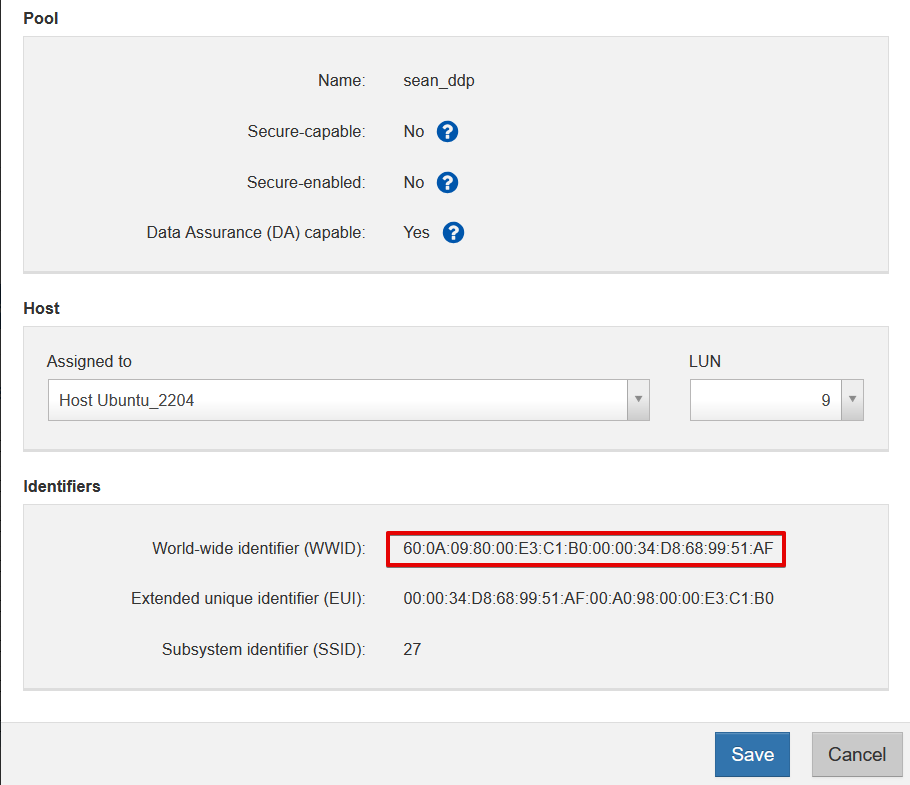 Pool
Name: sean_ddp
Secure-capable: No ?
Secure-enabled: No ?
Data Assurance (DA) capable: Yes ?
Host
Assigned to LUN
Host Ubuntu_2204 9
Identifiers
World-wide identifier (WWID): 60:0A:09:80:00:E3:C1:B0:00:00:34:D8:68:99:51:AF
Extended unique identifier (EUI): 00:00:34:D8:68:99:51:AF:00:A0:98:00:00:E3:C1:B0
Subsystem identifier (SSID): 27
Save Cancel